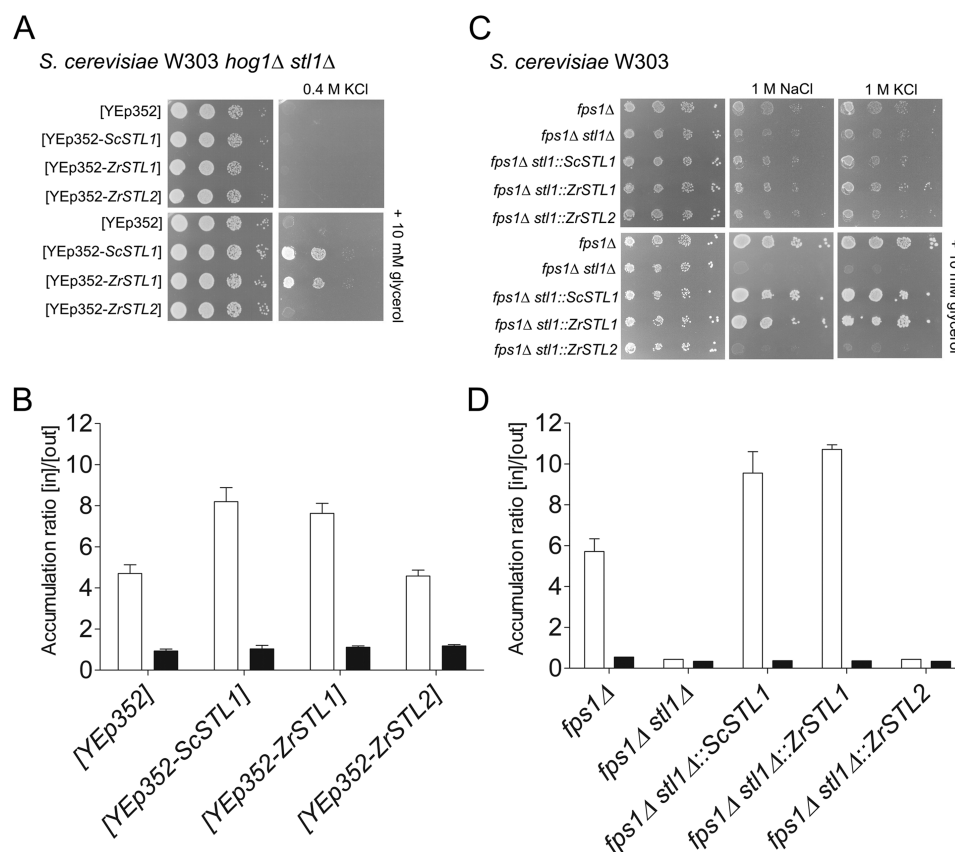 A
S. cerevisiae W303 hog1Δ stl1Δ
0.4 M KCl
[YEp352]
[YEp352-ScSTL1]
[YEp352-ZrSTL1]
[YEp352-ZrSTL2]
[YEp352]
[YEp352-ScSTL1]
[YEp352-ZrSTL1]
[YEp352-ZrSTL2]
+ 10 mM glycerol
C
S. cerevisiae W303
1 M NaCl
1 M KCl
fps1Δ
fps1Δ stl1Δ
fps1Δ stl1::ScSTL1
fps1Δ stl1::ZrSTL1
fps1Δ stl1::ZrSTL2
fps1Δ
fps1Δ stl1Δ
fps1Δ stl1::ScSTL1
fps1Δ stl1::ZrSTL1
fps1Δ stl1::ZrSTL2
+ 10 mM glycerol
B
Accumulation ratio [in]/[out]
12
10
8
6
4
2
0
[YEp352]
[YEp352-ScSTL1]
[YEp352-ZrSTL1]
[YEp352-ZrSTL2]
D
Accumulation ratio [in]/[out]
12
10
8
6
4
2
0
fps1Δ
fps1Δ stl1Δ
fps1Δ stl1Δ::ScSTL1
fps1Δ stl1Δ::ZrSTL1
fps1Δ stl1Δ::ZrSTL2